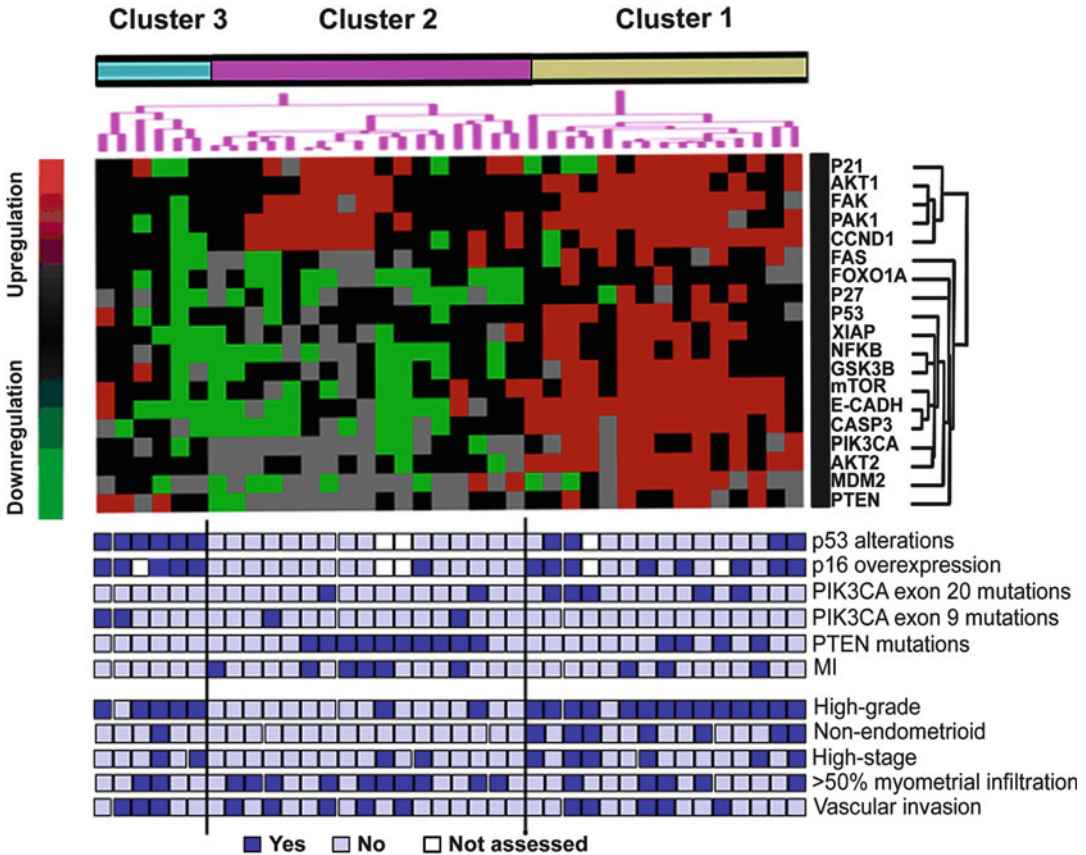 Cluster 3 Cluster 2 Cluster 1
Upregulation
Downregulation
P21
AKT1
FAK
PAK1
CCND1
FAS
FOXO1A
P27
P53
XIAP
NFKB
GSK3B
mTOR
E-CADH
CASP3
PIK3CA
AKT2
MDM2
PTEN
p53 alterations
p16 overexpression
PIK3CA exon 20 mutations
PIK3CA exon 9 mutations
PTEN mutations
MI
High-grade
Non-endometrioid
High-stage
>50% myometrial infiltration
Vascular invasion
Yes No Not assessed